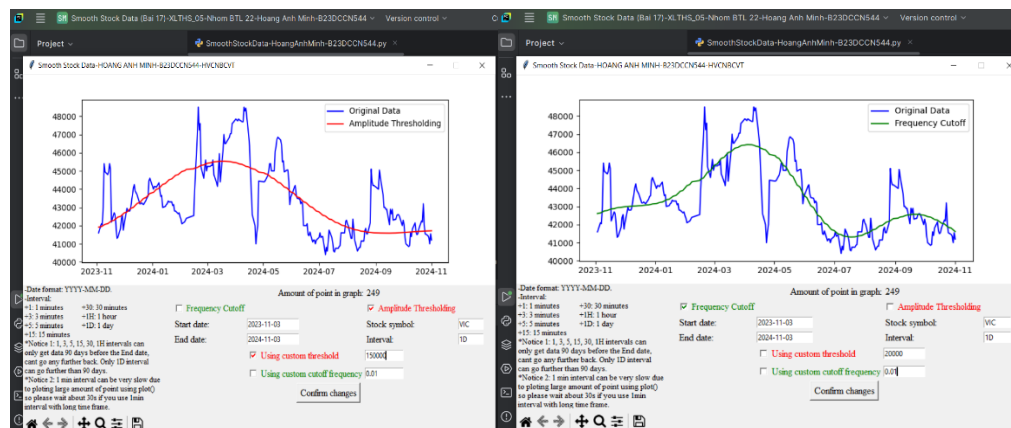 SM Smooth Stock Data (Bai 17)-XLTHS_05-Nhom BTL 22-Hoang Anh Minh-B23DCCN544 Version control
Project
SmoothStockData-HoangAnhMinh-B23DCCN544.py
Smooth Stock Data-HOANG ANH MINH-B23DCCN544-HVCNBCVT
Original Data
Amplitude Thresholding
48000
47000
46000
45000
44000
43000
42000
41000
40000
2023-11 2024-01 2024-03 2024-05 2024-07 2024-09 2024-11
-Date format: YYYY-MM-DD.
-Interval:
+1: 1 minutes +30: 30 minutes
+3: 3 minutes +1H: 1 hour
+5: 5 minutes +1D: 1 day
+15: 15 minutes
*Notice 1: 1, 3, 5, 15, 30, 1H intervals can
only get data 90 days before the End date,
cant go any further back. Only 1D interval
can go further than 90 days.
*Notice 2: 1 min interval can be very slow due
to ploting large amount of point using plot()
so please wait about 30s if you use 1min
interval with long time frame.
Amount of point in graph: 249
Frequency Cutoff Amplitude Thresholding
Start date: 2023-11-03 Stock symbol: VIC
End date: 2024-11-03 Interval: 1D
Using custom threshold 150000
Using custom cutoff frequency 0.01
Confirm changes
SM Smooth Stock Data (Bai 17)-XLTHS_05-Nhom BTL 22-Hoang Anh Minh-B23DCCN544 Version control
Project
SmoothStockData-HoangAnhMinh-B23DCCN544.py
Smooth Stock Data-HOANG ANH MINH-B23DCCN544-HVCNBCVT
Original Data
Frequency Cutoff
48000
47000
46000
45000
44000
43000
42000
41000
40000
2023-11 2024-01 2024-03 2024-05 2024-07 2024-09 2024-11
-Date format: YYYY-MM-DD.
-Interval:
+1: 1 minutes +30: 30 minutes
+3: 3 minutes +1H: 1 hour
+5: 5 minutes +1D: 1 day
+15: 15 minutes
*Notice 1: 1, 3, 5, 15, 30, 1H intervals can
only get data 90 days before the End date,
cant go any further back. Only 1D interval
can go further than 90 days.
*Notice 2: 1 min interval can be very slow due
to ploting large amount of point using plot()
so please wait about 30s if you use 1min
interval with long time frame.
Amount of point in graph: 249
Frequency Cutoff Amplitude Thresholding
Start date: 2023-11-03 Stock symbol: VIC
End date: 2024-11-03 Interval: 1D
Using custom threshold 20000
Using custom cutoff frequency 0.01
Confirm changes